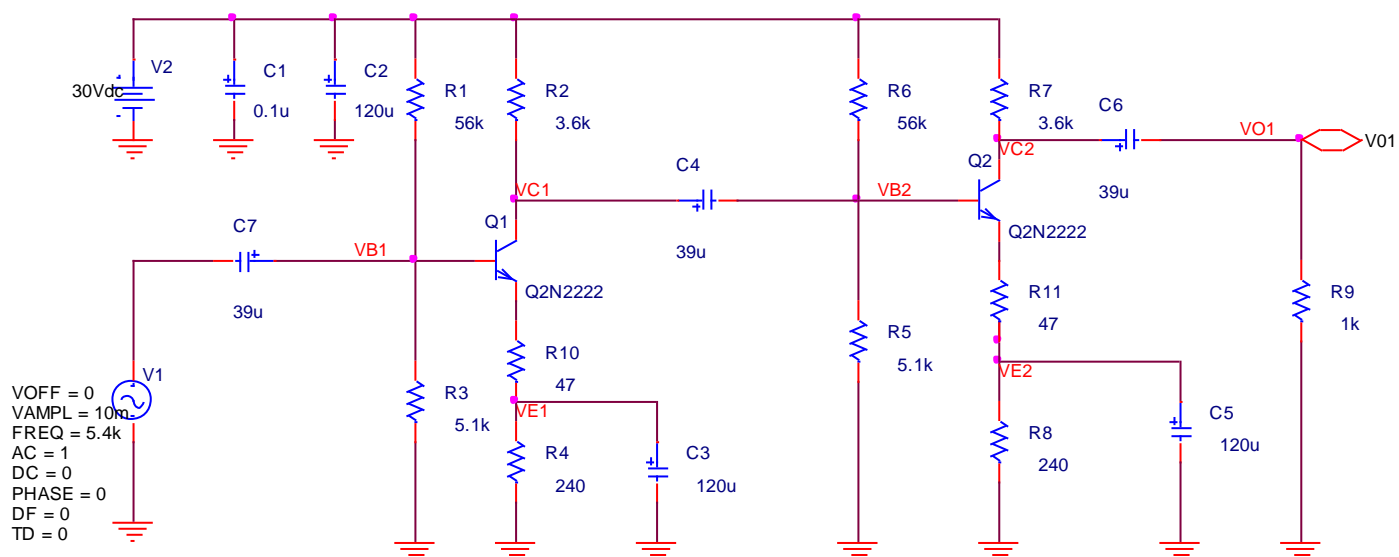 V2
30Vdc
C1
0.1u
C2
120u
R1
56k
R2
3.6k
R6
56k
R7
3.6k
C6
39u
VO1
V01
VC2
Q2
Q2N2222
C4
39u
VC1
VB2
Q1
Q2N2222
C7
39u
VB1
R11
47
R9
1k
R5
5.1k
R10
47
VE2
V1
VOFF = 0
VAMPL = 10m
FREQ = 5.4k
AC = 1
DC = 0
PHASE = 0
DF = 0
TD = 0
R3
5.1k
VE1
R4
240
C3
120u
R8
240
C5
120u